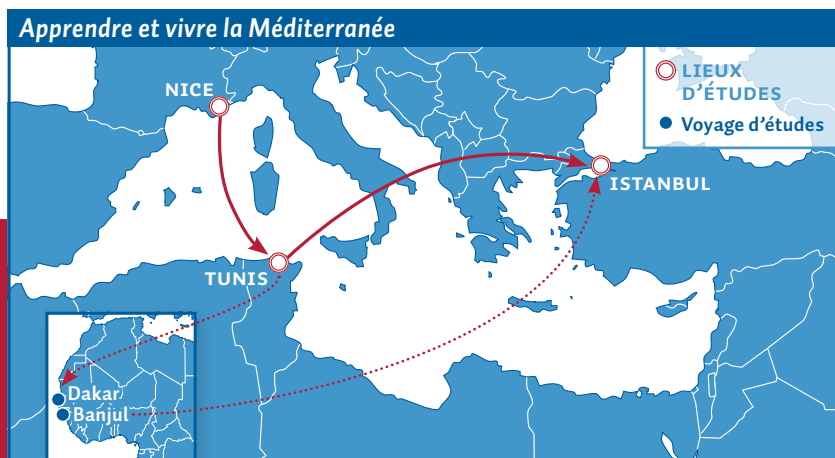 Apprendre et vivre la Méditerranée
LIEUX
D'ÉTUDES
Voyage d'études
NICE
ISTANBUL
TUNIS
Dakar
Banjul